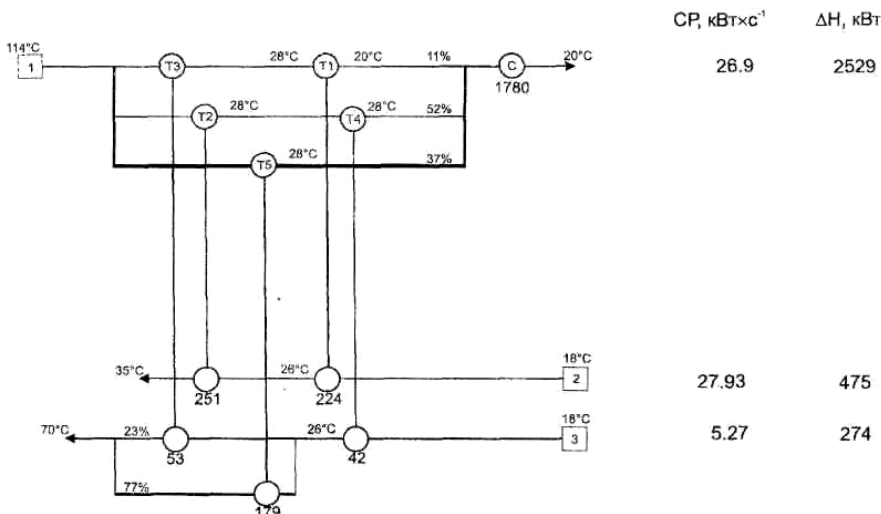 CP, кВт×с⁻¹ ΔH, кВт
114°C 28°C 20°C 11% 20°C
1 T3 T1 C 26.9 2529
1780
28°C 28°C 52%
T2 T4
28°C 37%
T5
35°C 26°C 18°C
2 27.93 475
251 224
70°C 23% 26°C 18°C
3 5.27 274
53 42
77%
179